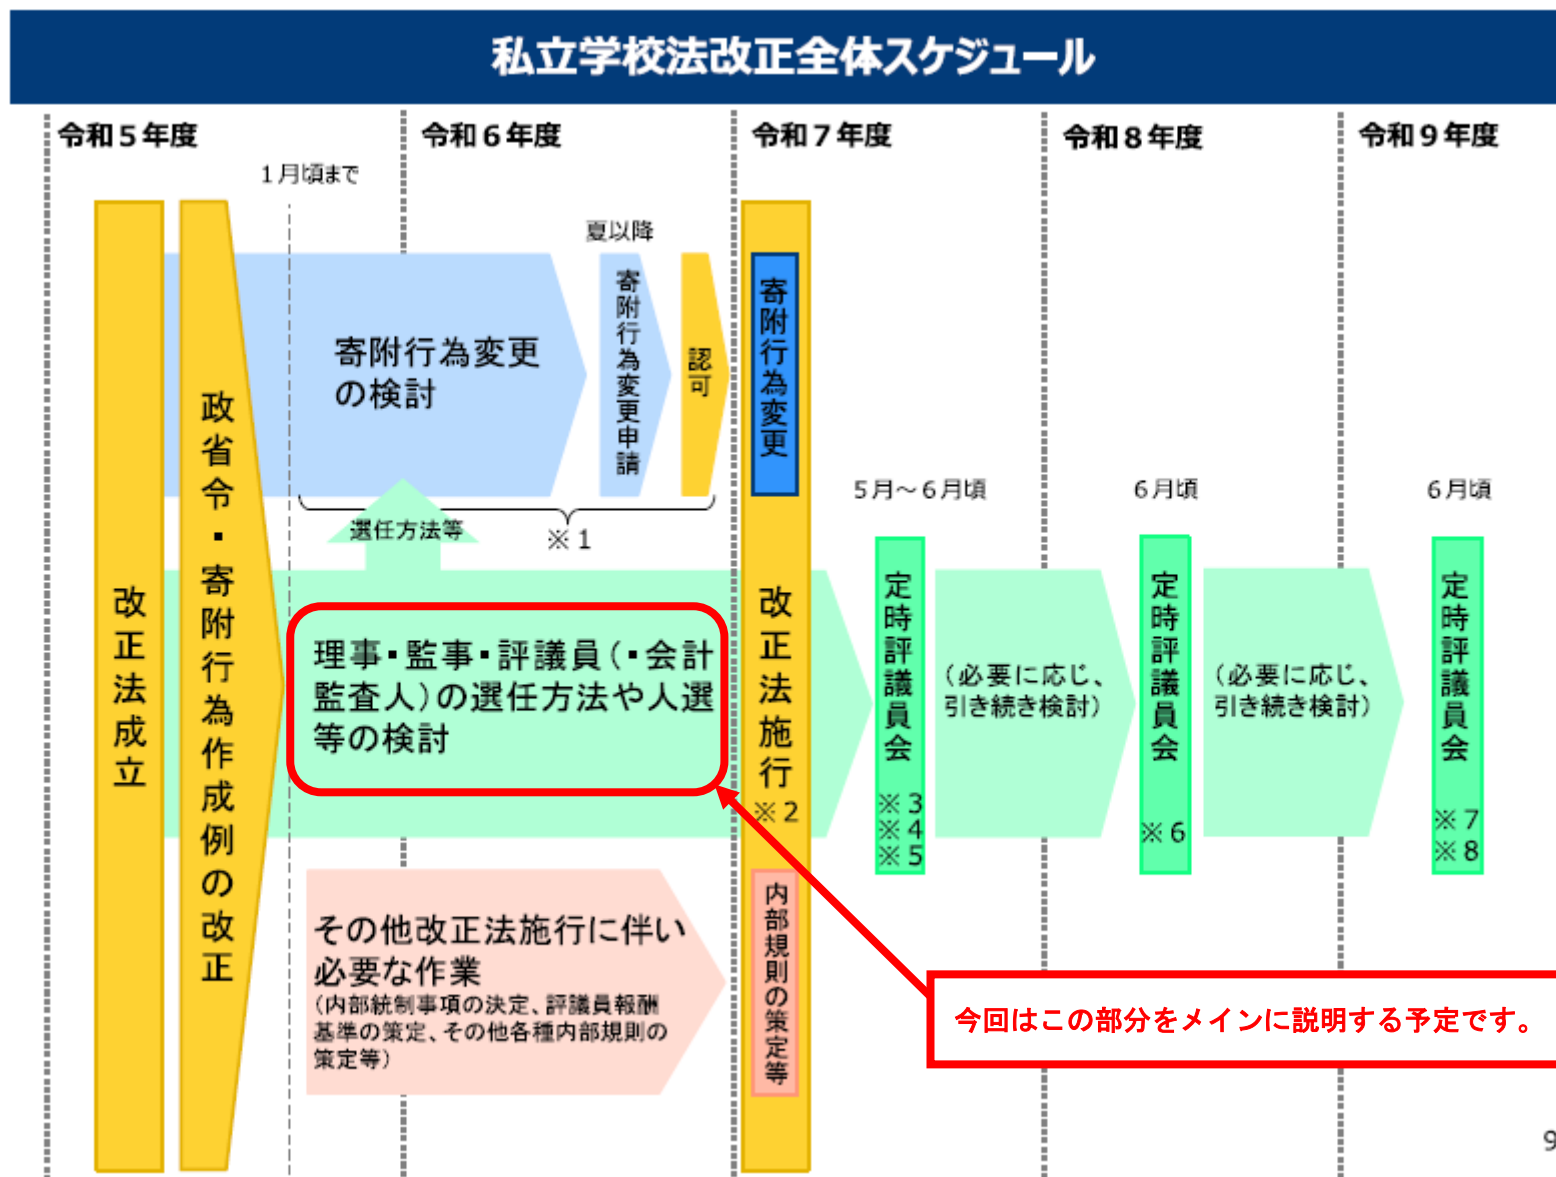 私立学校法改正全体スケジュール
令和5年度
令和6年度
令和7年度
令和8年度
令和9年度
1月頃まで
夏以降
改正法成立
政省令・寄附行為作成例の改正
寄附行為変更
の検討
寄附行為変更申請
認可
寄附行為変更
選任方法等
※1
5月～6月頃
6月頃
6月頃
理事・監事・評議員（・会計
監査人）の選任方法や人選
等の検討
改正法施行
※2
定時評議員会
※3
※4
※5
（必要に応じ、
引き続き検討）
定時評議員会
※6
（必要に応じ、
引き続き検討）
定時評議員会
※7
※8
その他改正法施行に伴い
必要な作業
（内部統制事項の決定、評議員報酬
基準の策定、その他各種内部規則の
策定等）
内部規則の策定等
今回はこの部分をメインに説明する予定です。
9